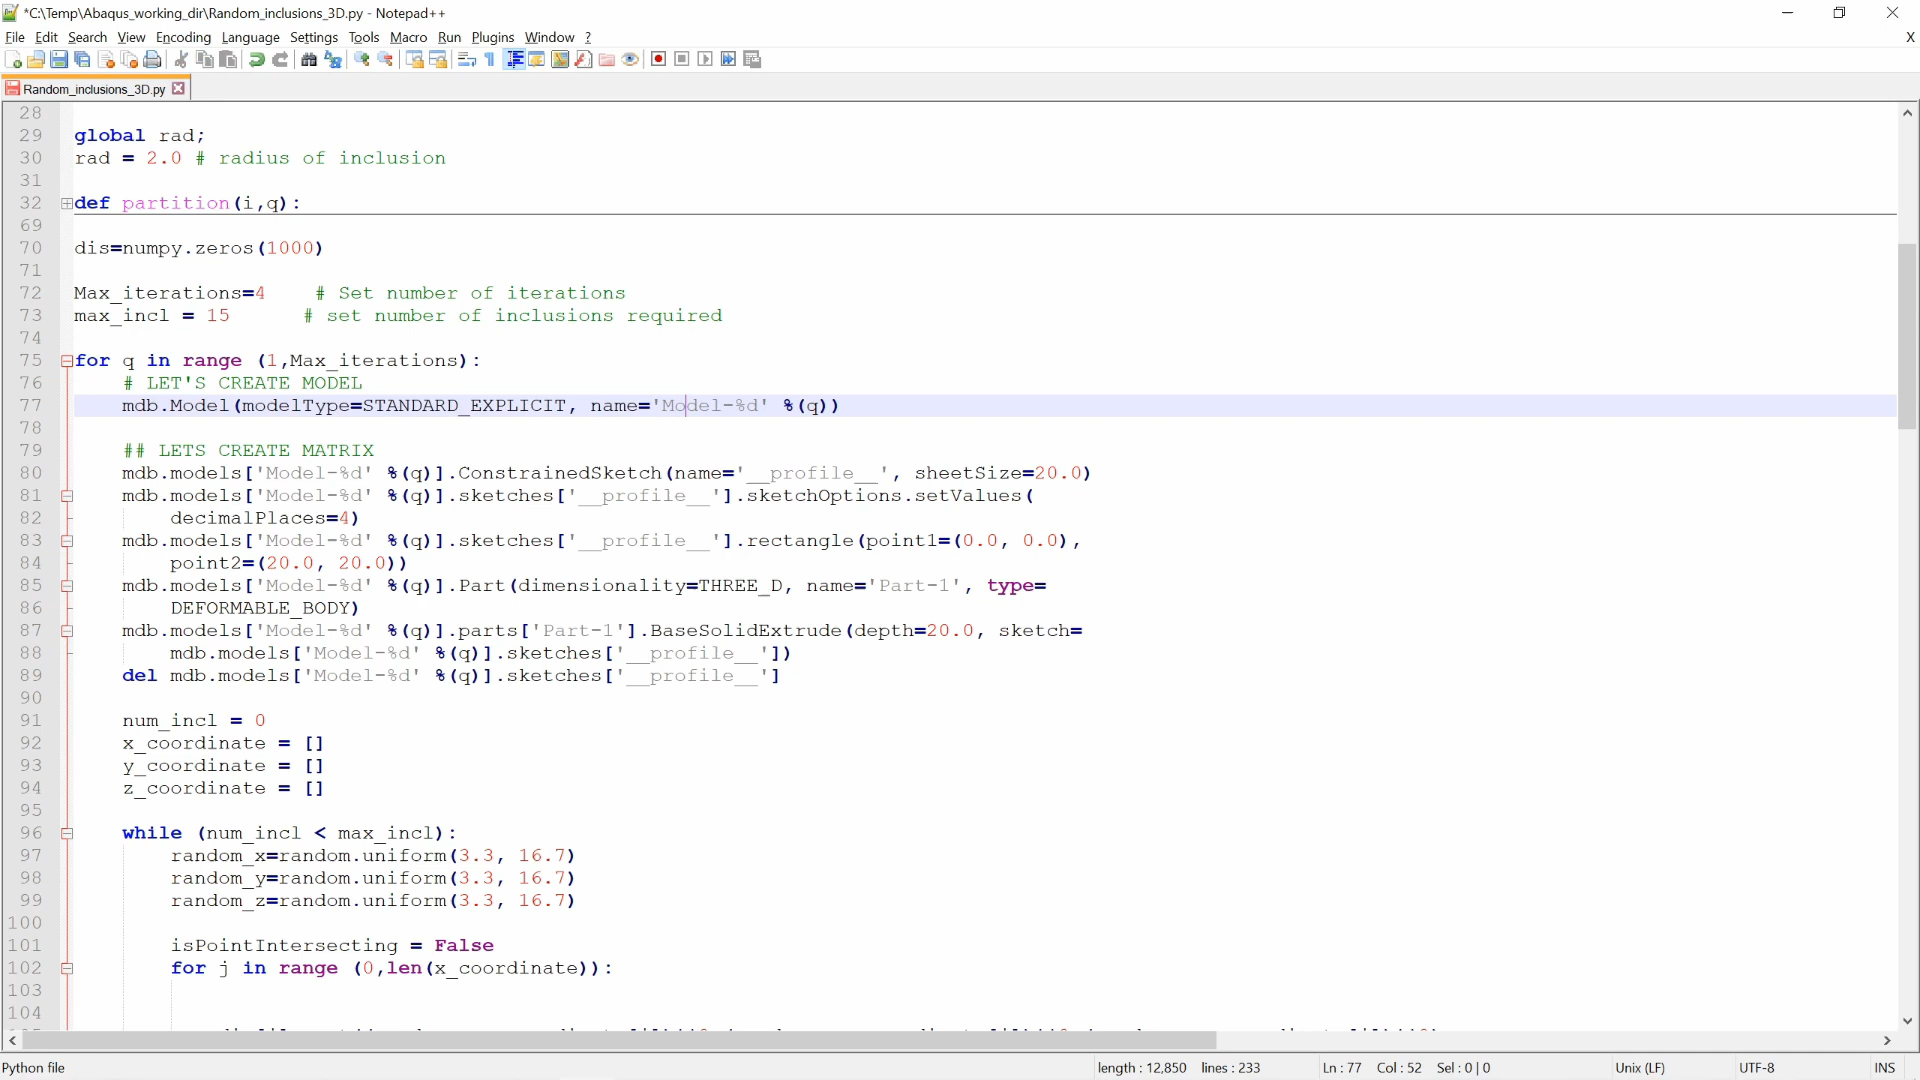 *C:\Temp\Abaqus_working_dir\Random_inclusions_3D.py - Notepad++
File Edit Search View Encoding Language Settings Tools Macro Run Plugins Window ?
X
Random_inclusions_3D.py
28
29 global rad;
30 rad = 2.0 # radius of inclusion
31
32 def partition(i,q):
69
70 dis=numpy.zeros(1000)
71
72 Max_iterations=4    # Set number of iterations
73 max_incl = 15      # set number of inclusions required
74
75 for q in range (1,Max_iterations):
76     # LET'S CREATE MODEL
77     mdb.Model(modelType=STANDARD_EXPLICIT, name='Model-%d' %(q))
78
79     ## LETS CREATE MATRIX
80     mdb.models['Model-%d' %(q)].ConstrainedSketch(name='__profile__', sheetSize=20.0)
81     mdb.models['Model-%d' %(q)].sketches['__profile__'].sketchOptions.setValues(
82         decimalPlaces=4)
83     mdb.models['Model-%d' %(q)].sketches['__profile__'].rectangle(point1=(0.0, 0.0),
84         point2=(20.0, 20.0))
85     mdb.models['Model-%d' %(q)].Part(dimensionality=THREE_D, name='Part-1', type=
86         DEFORMABLE_BODY)
87     mdb.models['Model-%d' %(q)].parts['Part-1'].BaseSolidExtrude(depth=20.0, sketch=
88         mdb.models['Model-%d' %(q)].sketches['__profile__'])
89     del mdb.models['Model-%d' %(q)].sketches['__profile__']
90
91     num_incl = 0
92     x_coordinate = []
93     y_coordinate = []
94     z_coordinate = []
95
96     while (num_incl < max_incl):
97         random_x=random.uniform(3.3, 16.7)
98         random_y=random.uniform(3.3, 16.7)
99         random_z=random.uniform(3.3, 16.7)
100
101         isPointIntersecting = False
102         for j in range (0,len(x_coordinate)):
103
104
Python file length : 12,850 lines : 233 Ln : 77 Col : 52 Sel : 0 | 0 Unix (LF) UTF-8 INS